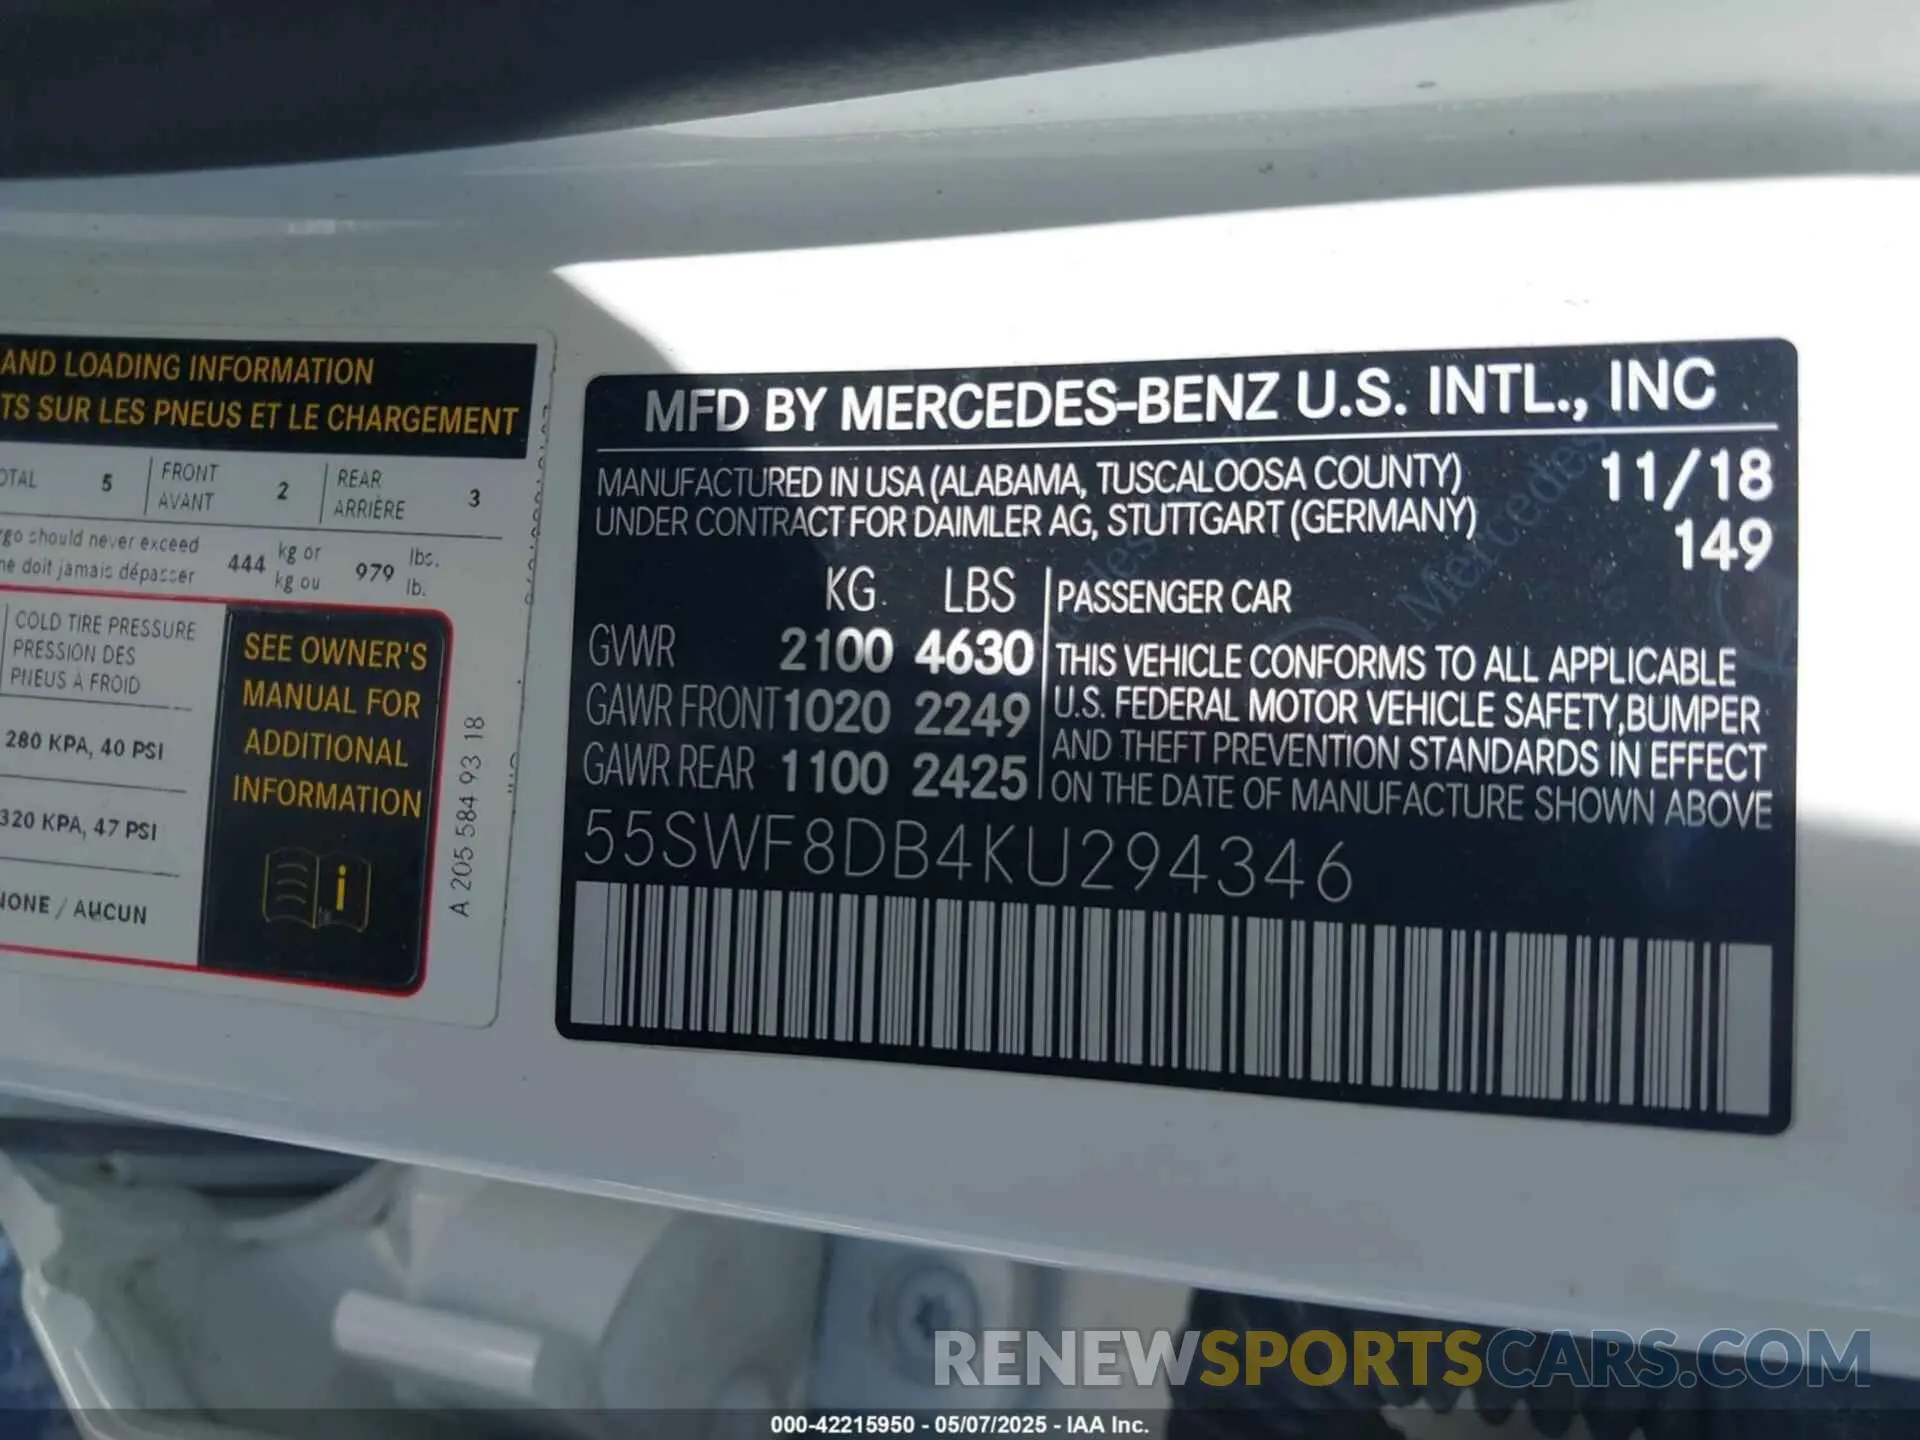 AND LOADING INFORMATION
TS SUR LES PNEUS ET LE CHARGEMENT
OTAL 5 FRONT AVANT 2 REAR ARRIÈRE 3
go should never exceed
ne doit jamais dépasser
444 kg or kg ou 979 lbs. lb.
COLD TIRE PRESSURE
PRESSION DES
PNEUS À FROID
280 KPA, 40 PSI
320 KPA, 47 PSI
NONE / AUCUN
SEE OWNER'S
MANUAL FOR
ADDITIONAL
INFORMATION
A 205 584 93 18
MFD BY MERCEDES-BENZ U.S. INTL., INC
MANUFACTURED IN USA (ALABAMA, TUSCALOOSA COUNTY) 11/18
UNDER CONTRACT FOR DAIMLER AG, STUTTGART (GERMANY) 149
KG LBS
GVWR 2100 4630
GAWR FRONT 1020 2249
GAWR REAR 1100 2425
PASSENGER CAR
THIS VEHICLE CONFORMS TO ALL APPLICABLE
U.S. FEDERAL MOTOR VEHICLE SAFETY, BUMPER
AND THEFT PREVENTION STANDARDS IN EFFECT
ON THE DATE OF MANUFACTURE SHOWN ABOVE
55SWF8DB4KU294346
RENEWSPORTSCARS.COM
000-42215950 - 05/07/2025 - IAA Inc.